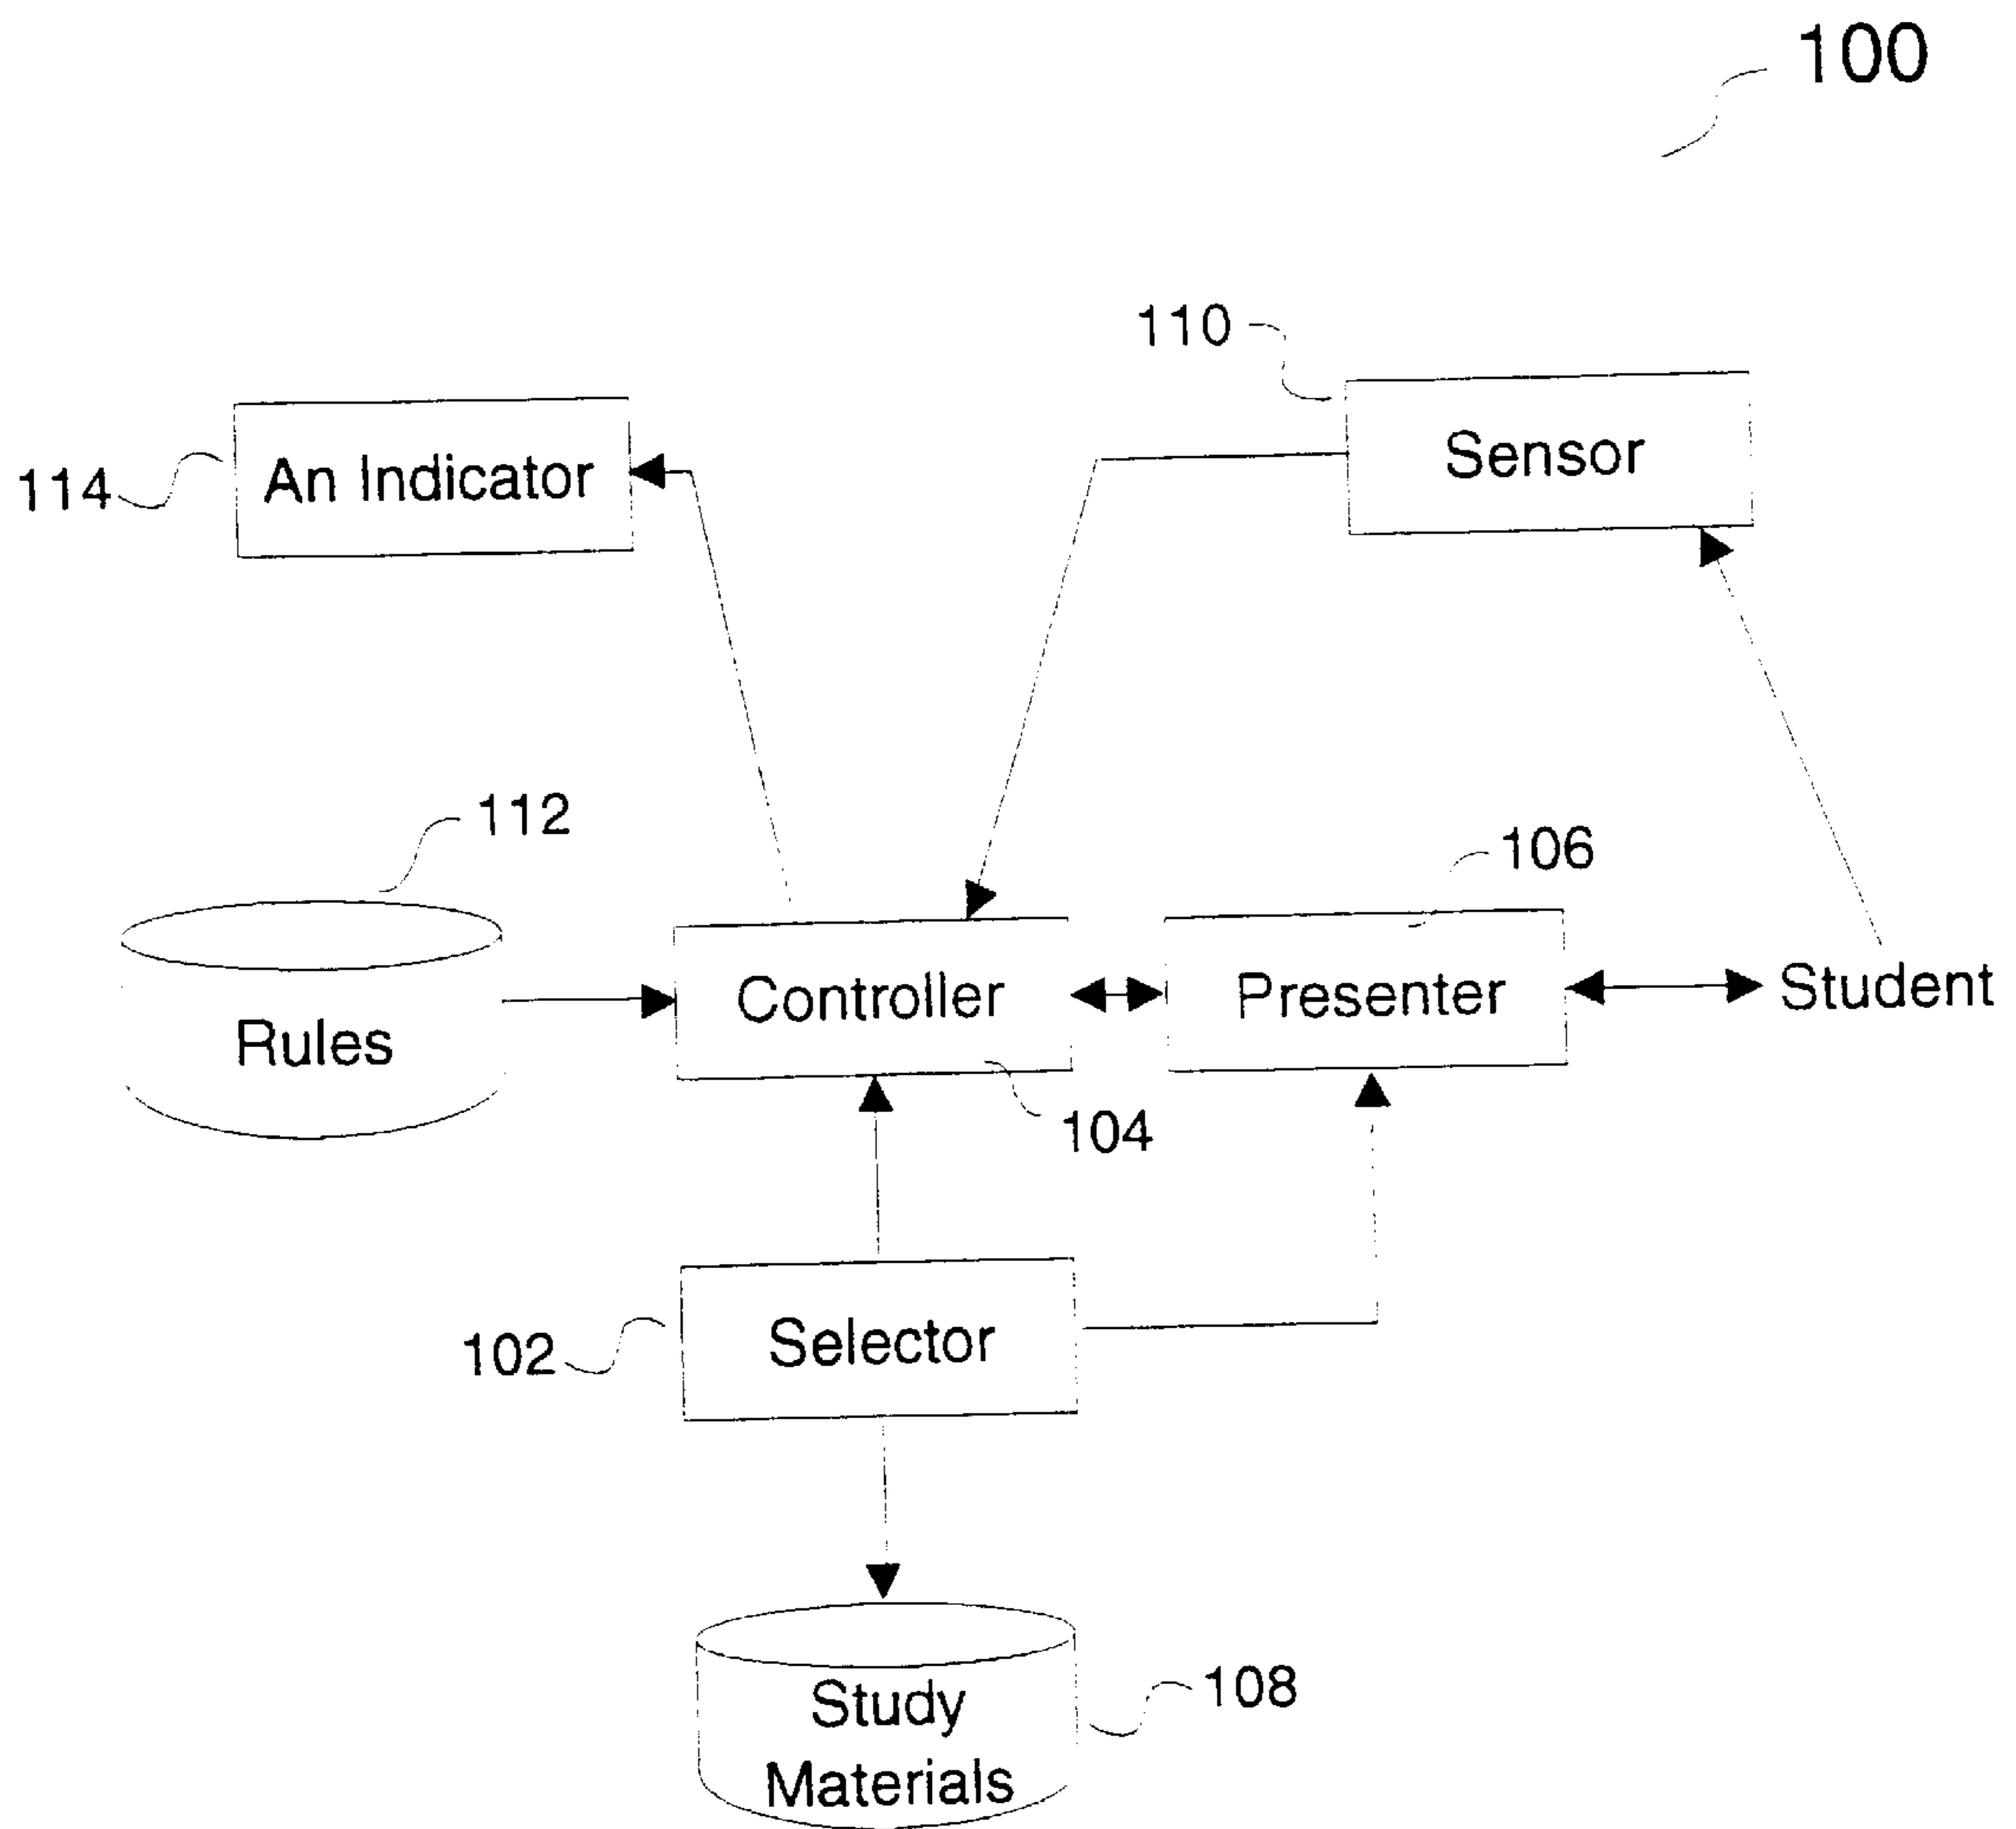 100
110
Sensor
An Indicator
114
112
106
Controller
Presenter
Student
Rules
104
Selector
102
108
Study
Materials